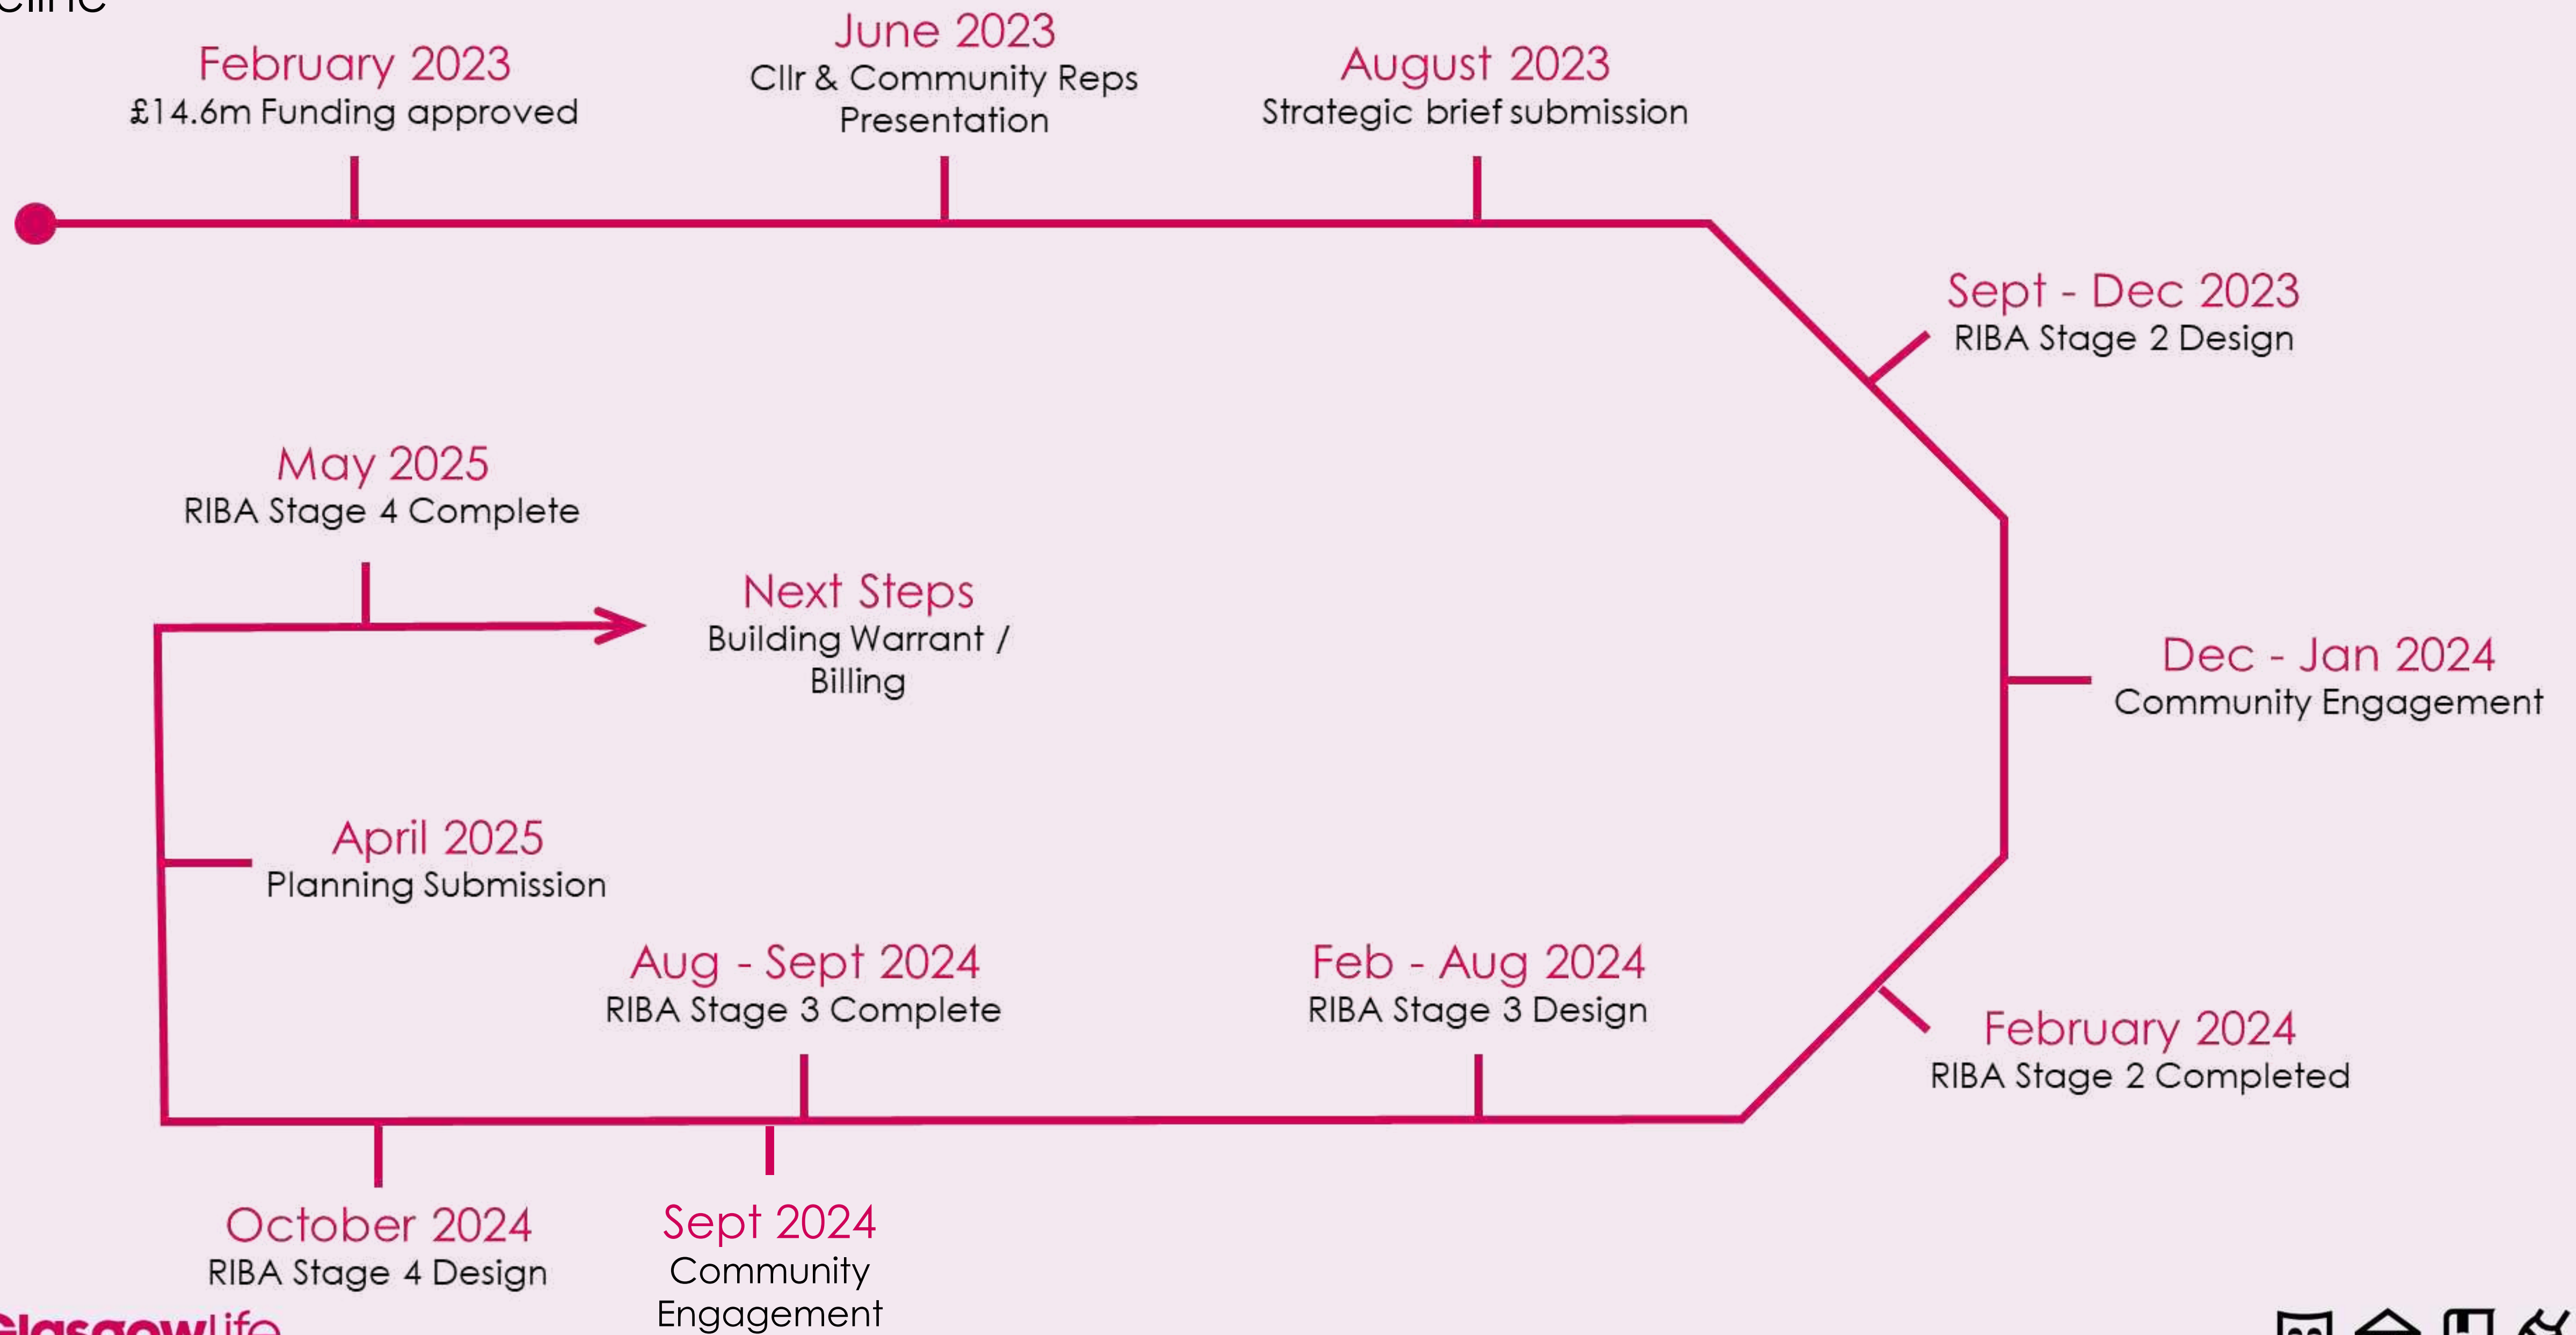 February 2023
£14.6m Funding approved
June 2023
Cllr & Community Reps
Presentation
August 2023
Strategic brief submission
Sept - Dec 2023
RIBA Stage 2 Design
Dec - Jan 2024
Community Engagement
February 2024
RIBA Stage 2 Completed
Feb - Aug 2024
RIBA Stage 3 Design
Aug - Sept 2024
RIBA Stage 3 Complete
Sept 2024
Community
Engagement
October 2024
RIBA Stage 4 Design
April 2025
Planning Submission
May 2025
RIBA Stage 4 Complete
Next Steps
Building Warrant /
Billing
GlasgowLife